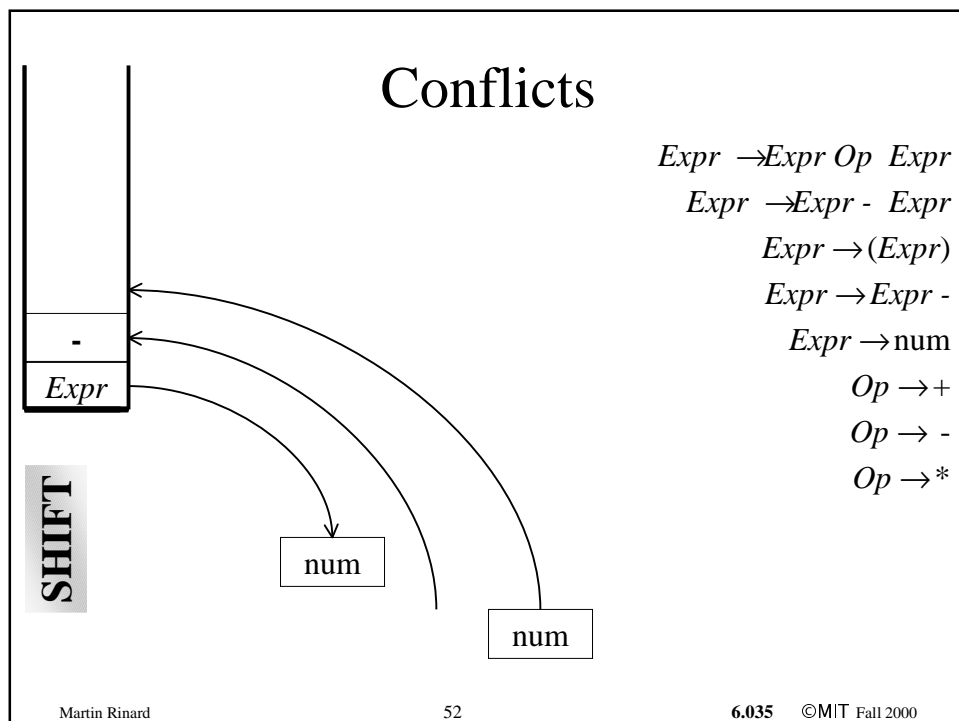 Conflicts
Expr → Expr Op Expr
Expr → Expr - Expr
Expr → (Expr)
Expr → Expr -
Expr → num
Op → +
Op → -
Op → *
-
Expr
SHIFT
num
num
Martin Rinard 52 6.035 ©MIT Fall 2000